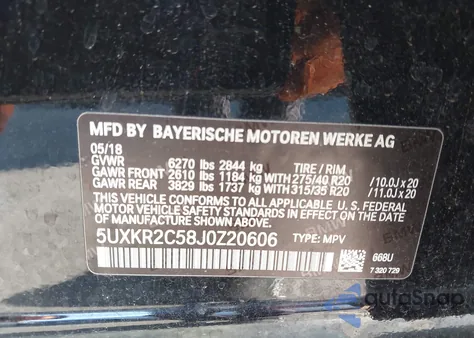 MFD BY BAYERISCHE MOTOREN WERKE AG
05/18
GVWR 6270 lbs 2844 kg TIRE / RIM
GAWR FRONT 2610 lbs 1184 kg WITH 275/40 R20 /10.0J x 20
GAWR REAR 3829 lbs 1737 kg WITH 315/35 R20 /11.0J x 20
THIS VEHICLE CONFORMS TO ALL APPLICABLE U.S. FEDERAL
MOTOR VEHICLE SAFETY STANDARDS IN EFFECT ON THE DATE
OF MANUFACTURE SHOWN ABOVE.
5UXKR2C58J0Z20606 TYPE: MPV
668U
7 320 729
autoSnap